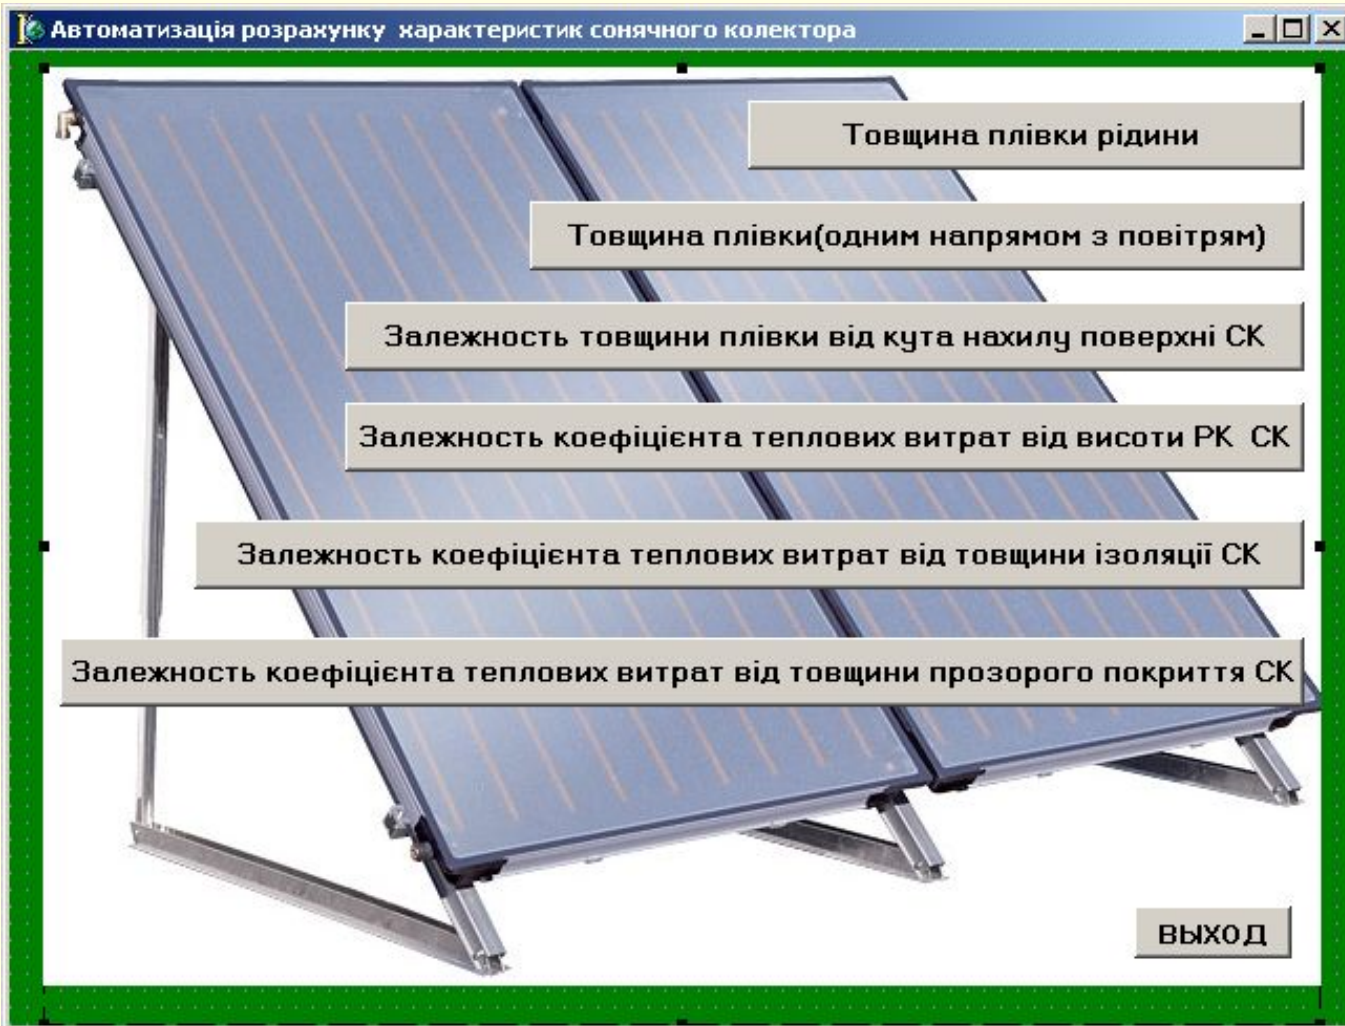 Автоматизація розрахунку характеристик сонячного колектора
Товщина плівки рідини
Товщина плівки(одним напрямом з повітрям)
Залежность товщини плівки від кута нахилу поверхні СК
Залежность коефіцієнта теплових витрат від висоти РК СК
Залежность коефіцієнта теплових витрат від товщини ізоляції СК
Залежность коефіцієнта теплових витрат від товщини прозорого покриття СК
ВЫХОД